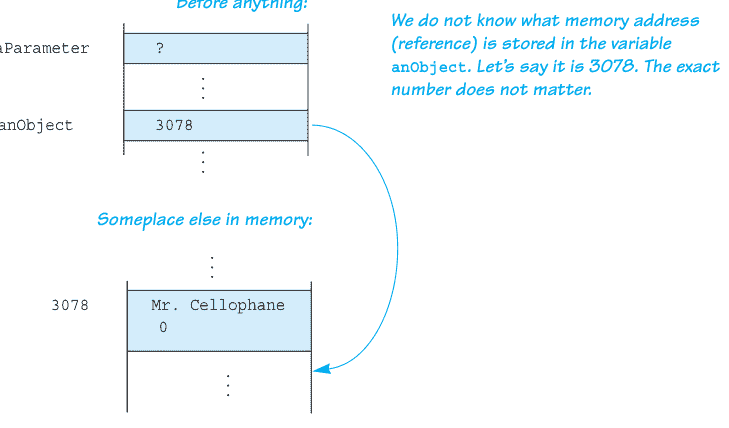 Before anything:
We do not know what memory address
(reference) is stored in the variable
anObject. Let's say it is 3078. The exact
number does not matter.
aParameter ?
anObject 3078
Someplace else in memory:
3078 Mr. Cellophane
0